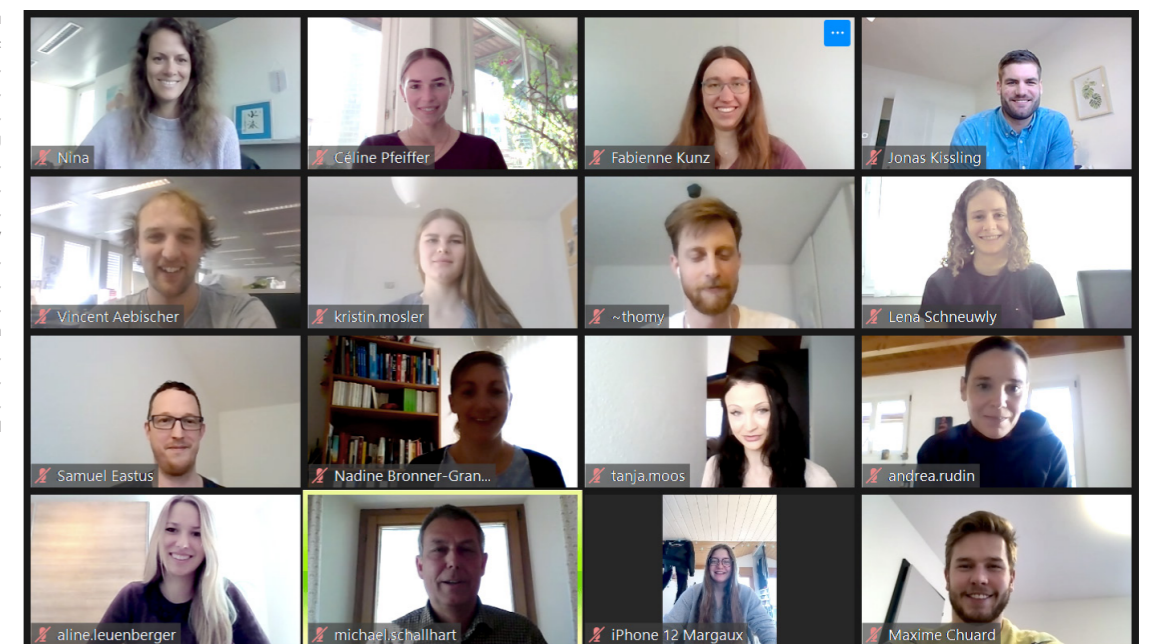 Nina
Céline Pfeiffer
Fabienne Kunz
Jonas Kissling
Vincent Aebischer
kristin.mosler
~thomy
Lena Schneuwly
Samuel Eastus
Nadine Bronner-Gran...
tanja.moos
andrea.rudin
aline.leuenberger
michael.schallhart
iPhone 12 Margaux
Maxime Chuard